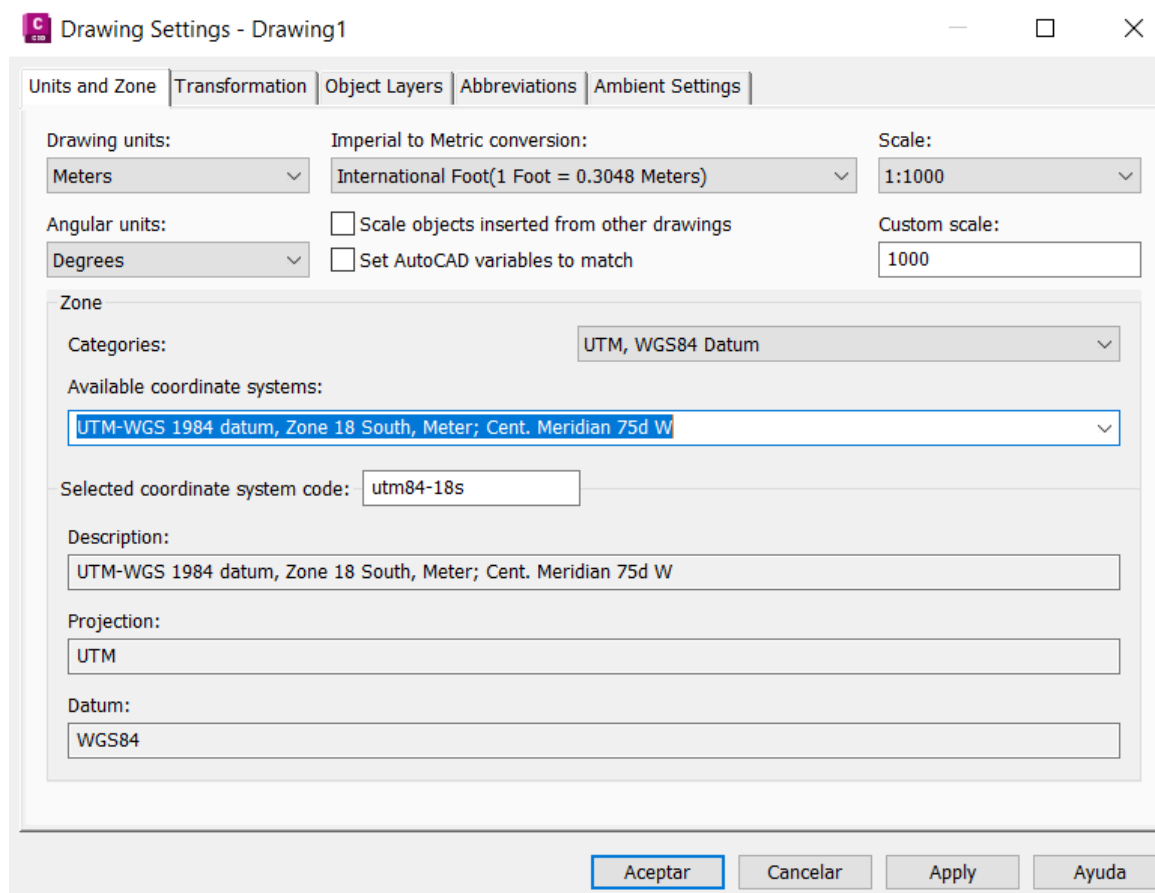 C
C3D
Drawing Settings - Drawing1
Units and Zone Transformation Object Layers Abbreviations Ambient Settings
Drawing units: Imperial to Metric conversion: Scale:
Meters International Foot(1 Foot = 0.3048 Meters) 1:1000
Angular units: Scale objects inserted from other drawings Custom scale:
Degrees Set AutoCAD variables to match 1000
Zone
Categories: UTM, WGS84 Datum
Available coordinate systems:
UTM-WGS 1984 datum, Zone 18 South, Meter; Cent. Meridian 75d W
Selected coordinate system code: utm84-18s
Description:
UTM-WGS 1984 datum, Zone 18 South, Meter; Cent. Meridian 75d W
Projection:
UTM
Datum:
WGS84
Aceptar Cancelar Apply Ayuda